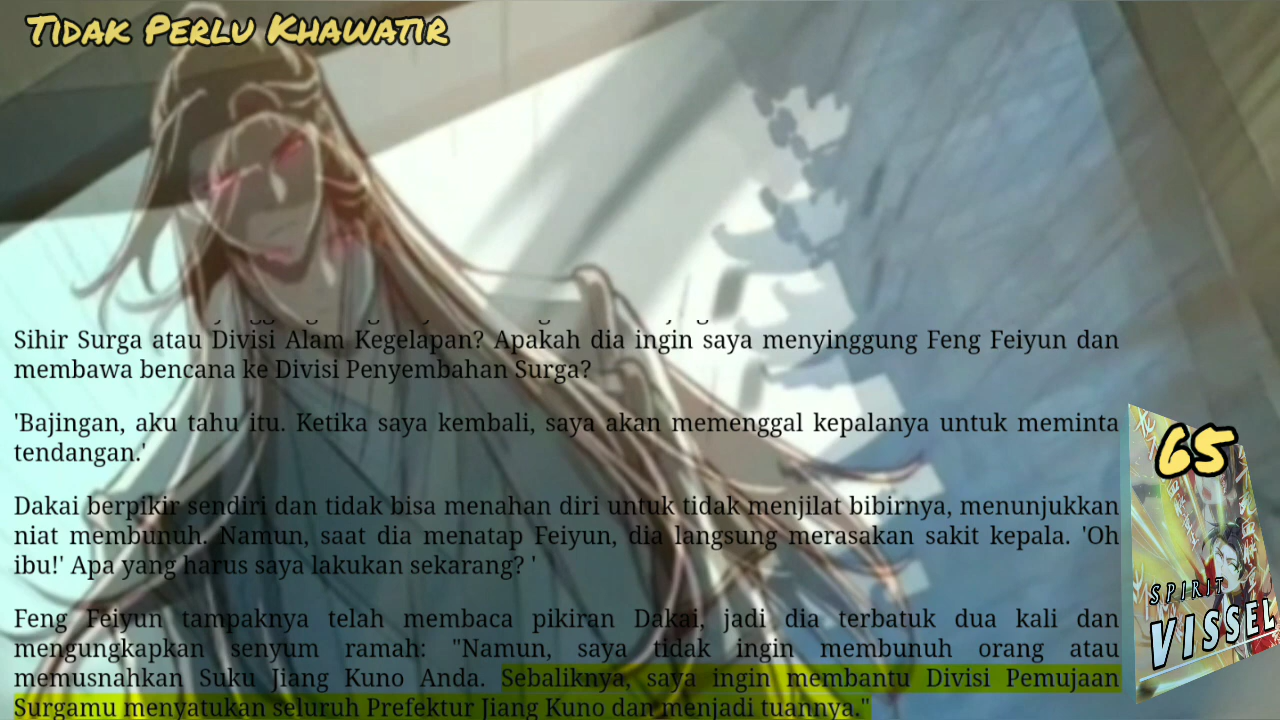 Tidak Perlu Khawatir
Sihir Surga atau Divisi Alam Kegelapan? Apakah dia ingin saya menyinggung Feng Feiyun dan
membawa bencana ke Divisi Penyembahan Surga?
'Bajingan, aku tahu itu. Ketika saya kembali, saya akan memenggal kepalanya untuk meminta
tendangan.'
Dakai berpikir sendiri dan tidak bisa menahan diri untuk tidak menjilat bibirnya, menunjukkan
niat membunuh. Namun, saat dia menatap Feiyun, dia langsung merasakan sakit kepala. 'Oh
ibu!' Apa yang harus saya lakukan sekarang? '
Feng Feiyun tampaknya telah membaca pikiran Dakai, jadi dia terbatuk dua kali dan
mengungkapkan senyum ramah: "Namun, saya tidak ingin membunuh orang atau
memusnahkan Suku Jiang Kuno Anda. Sebaliknya, saya ingin membantu Divisi Pemujaan
Surgamu menyatukan seluruh Prefektur Jiang Kuno dan menjadi tuannya."
65
SPIRIT
VISSEL